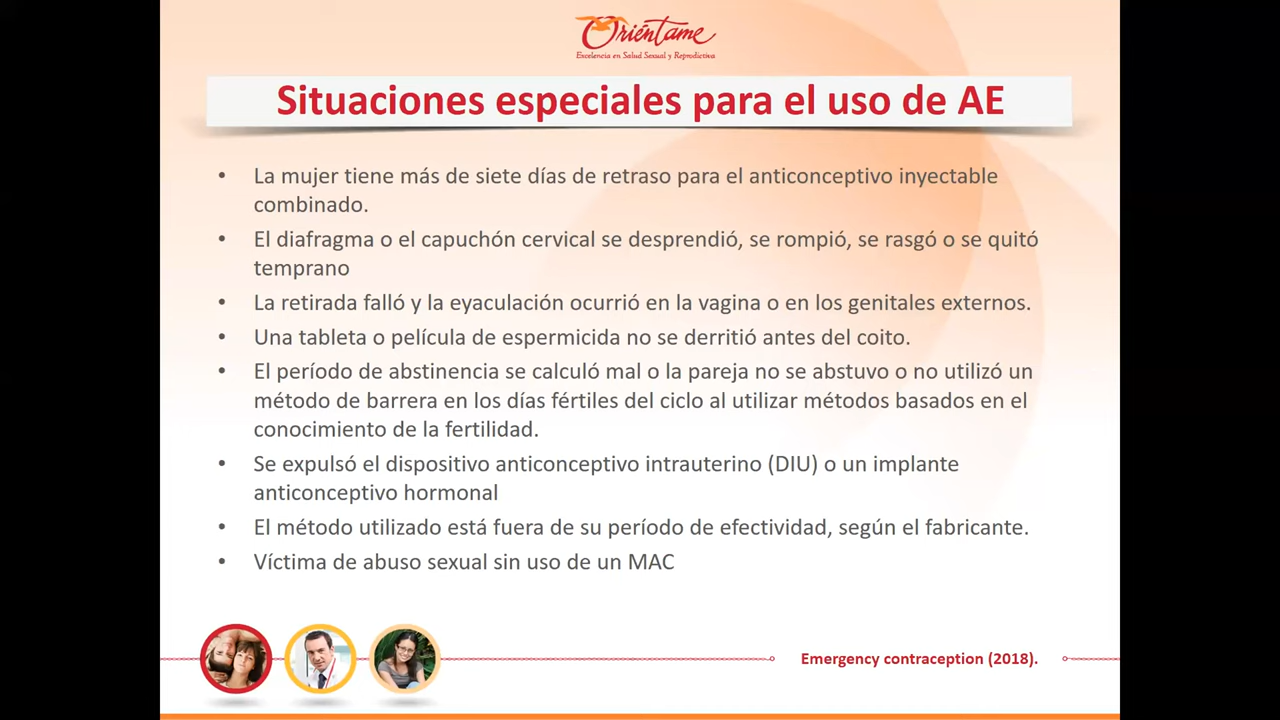 Oriéntame
Excelencia en Salud Sexual y Reproductiva
Situaciones especiales para el uso de AE
• La mujer tiene más de siete días de retraso para el anticonceptivo inyectable
combinado.
• El diafragma o el capuchón cervical se desprendió, se rompió, se rasgó o se quitó
temprano
• La retirada falló y la eyaculación ocurrió en la vagina o en los genitales externos.
• Una tableta o película de espermicida no se derritió antes del coito.
• El período de abstinencia se calculó mal o la pareja no se abstuvo o no utilizó un
método de barrera en los días fértiles del ciclo al utilizar métodos basados en el
conocimiento de la fertilidad.
• Se expulsó el dispositivo anticonceptivo intrauterino (DIU) o un implante
anticonceptivo hormonal
• El método utilizado está fuera de su período de efectividad, según el fabricante.
• Víctima de abuso sexual sin uso de un MAC
Emergency contraception (2018).